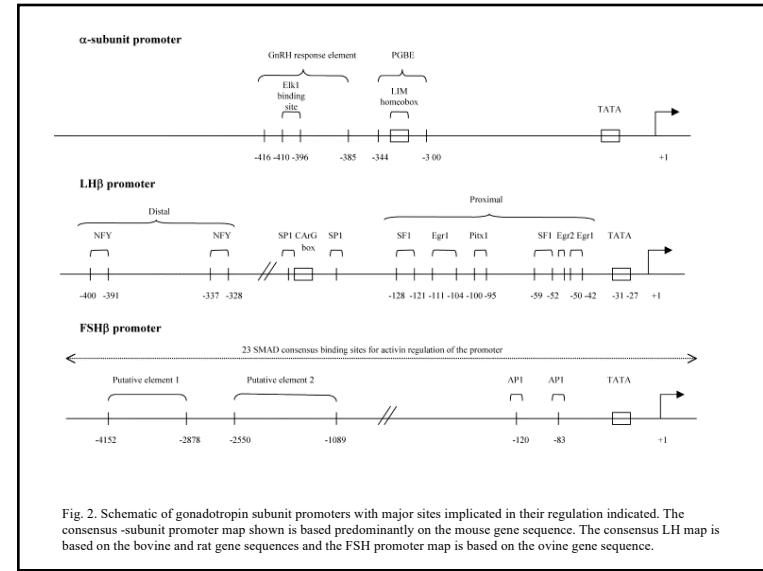 α-subunit promoter
GnRH response element PGBE
Elk1 binding site
LIM homeobox
TATA
-416 -410 -396 -385 -344 -3 00 +1
LHβ promoter
Distal Proximal
NFY NFY SP1 CArG box SP1 SF1 Egr1 Pitx1 SF1 Egr2 Egr1 TATA
-400 -391 -337 -328 -128 -121 -111 -104 -100 -95 -59 -52 -50 -42 -31 -27 +1
FSHβ promoter
23 SMAD consensus binding sites for activin regulation of the promoter
Putative element 1 Putative element 2 AP1 AP1 TATA
-4152 -2878 -2550 -1089 -120 -83 +1
Fig. 2. Schematic of gonadotropin subunit promoters with major sites implicated in their regulation indicated. The
consensus -subunit promoter map shown is based predominantly on the mouse gene sequence. The consensus LH map is
based on the bovine and rat gene sequences and the FSH promoter map is based on the ovine gene sequence.